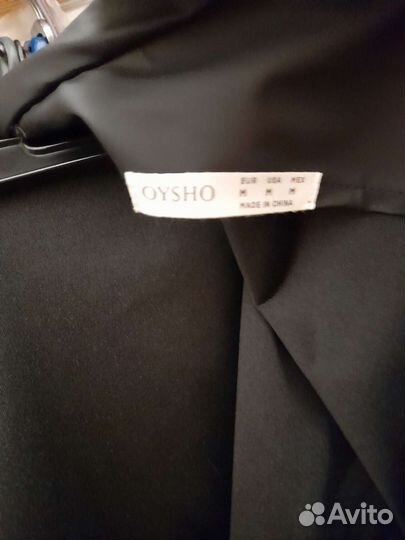 OYSHO
EUR USA MEX
M M M
MADE IN CHINA
Avito